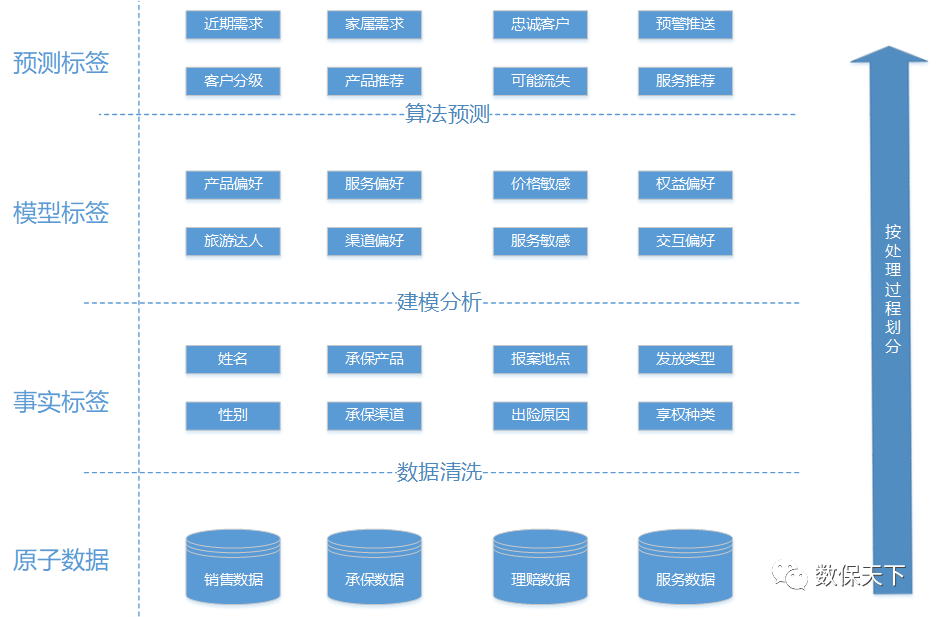 近期需求 家属需求 忠诚客户 预警推送
预测标签
客户分级 产品推荐 可能流失 服务推荐
算法预测
产品偏好 服务偏好 价格敏感 权益偏好
模型标签
旅游达人 渠道偏好 服务敏感 交互偏好
建模分析
姓名 承保产品 报案地点 发放类型
事实标签
性别 承保渠道 出险原因 享权种类
数据清洗
原子数据
销售数据 承保数据 理赔数据 服务数据
按处理过程划分
数保天下